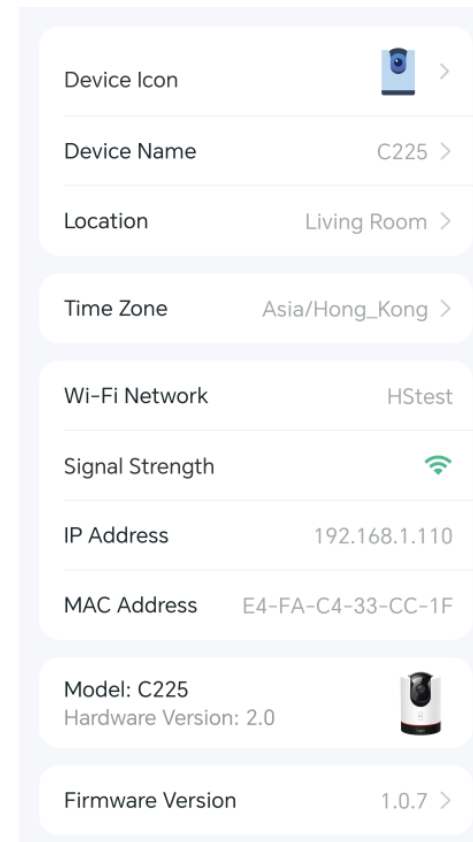 Device Icon
Device Name C225
Location Living Room
Time Zone Asia/Hong_Kong
Wi-Fi Network HStest
Signal Strength
IP Address 192.168.1.110
MAC Address E4-FA-C4-33-CC-1F
Model: C225
Hardware Version: 2.0
Firmware Version 1.0.7